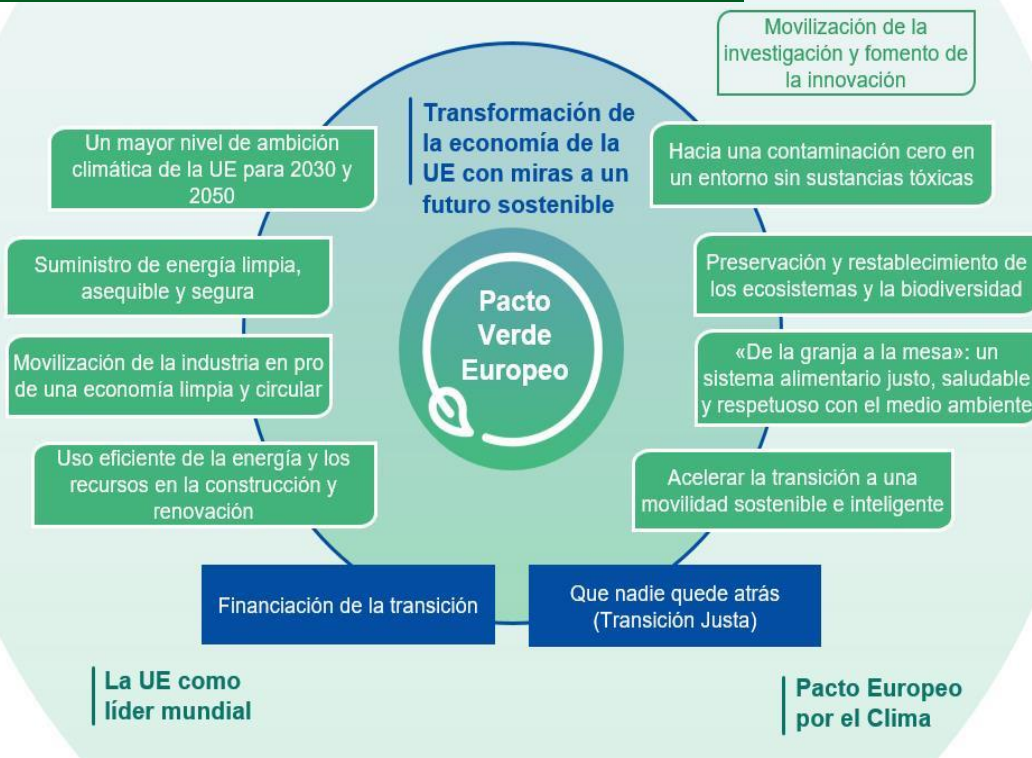 Movilización de la
investigación y fomento de
la innovación
Transformación de
la economía de la
UE con miras a un
futuro sostenible
Un mayor nivel de ambición
climática de la UE para 2030 y
2050
Hacia una contaminación cero en
un entorno sin sustancias tóxicas
Suministro de energía limpia,
asequible y segura
Preservación y restablecimiento de
los ecosistemas y la biodiversidad
Pacto
Verde
Europeo
Movilización de la industria en pro
de una economía limpia y circular
«De la granja a la mesa»: un
sistema alimentario justo, saludable
y respetuoso con el medio ambiente
Uso eficiente de la energía y los
recursos en la construcción y
renovación
Acelerar la transición a una
movilidad sostenible e inteligente
Financiación de la transición
Que nadie quede atrás
(Transición Justa)
La UE como
líder mundial
Pacto Europeo
por el Clima